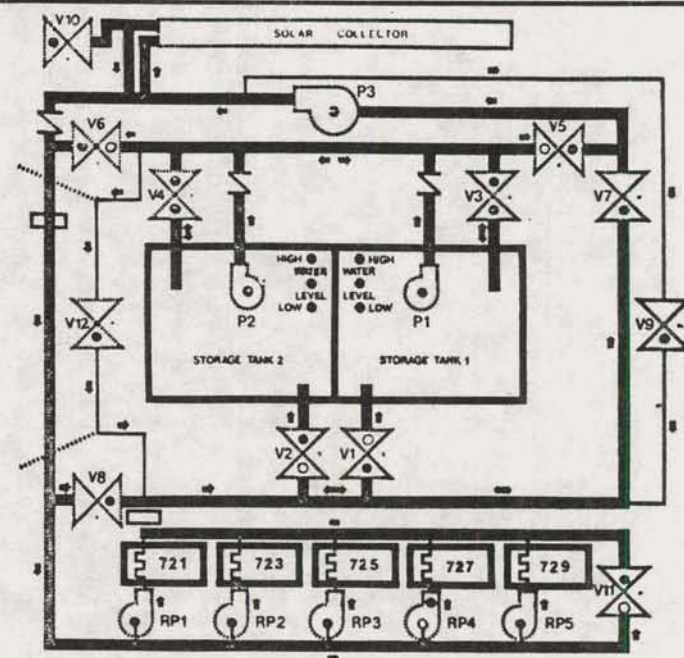 V10
SOLAR COLLECTOR
P3
V6
V5
V4
V3
V7
HIGH
HIGH
WATER
WATER
LEVEL
LEVEL
LOW
LOW
P2
P1
V12
V9
STORAGE TANK 2
STORAGE TANK 1
V2
V1
V8
721
723
725
727
729
V11
RP1
RP2
RP3
RP4
RP5